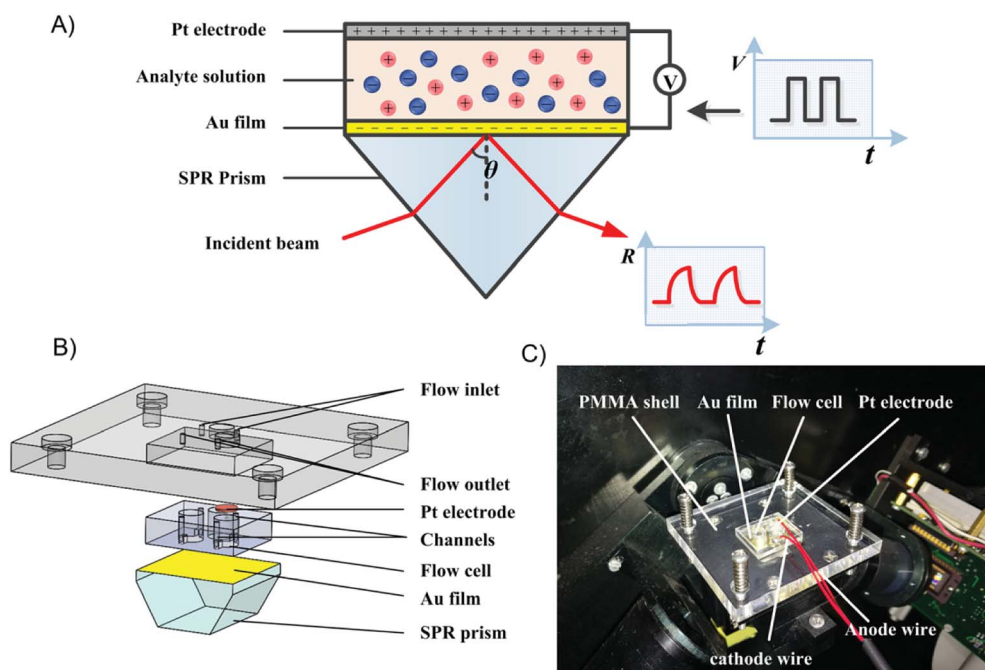 A)
Pt electrode
Analyte solution
Au film
SPR Prism
Incident beam
θ
V
V
t
R
t
B)
Flow inlet
Flow outlet
Pt electrode
Channels
Flow cell
Au film
SPR prism
C)
PMMA shell Au film Flow cell Pt electrode
Anode wire
cathode wire